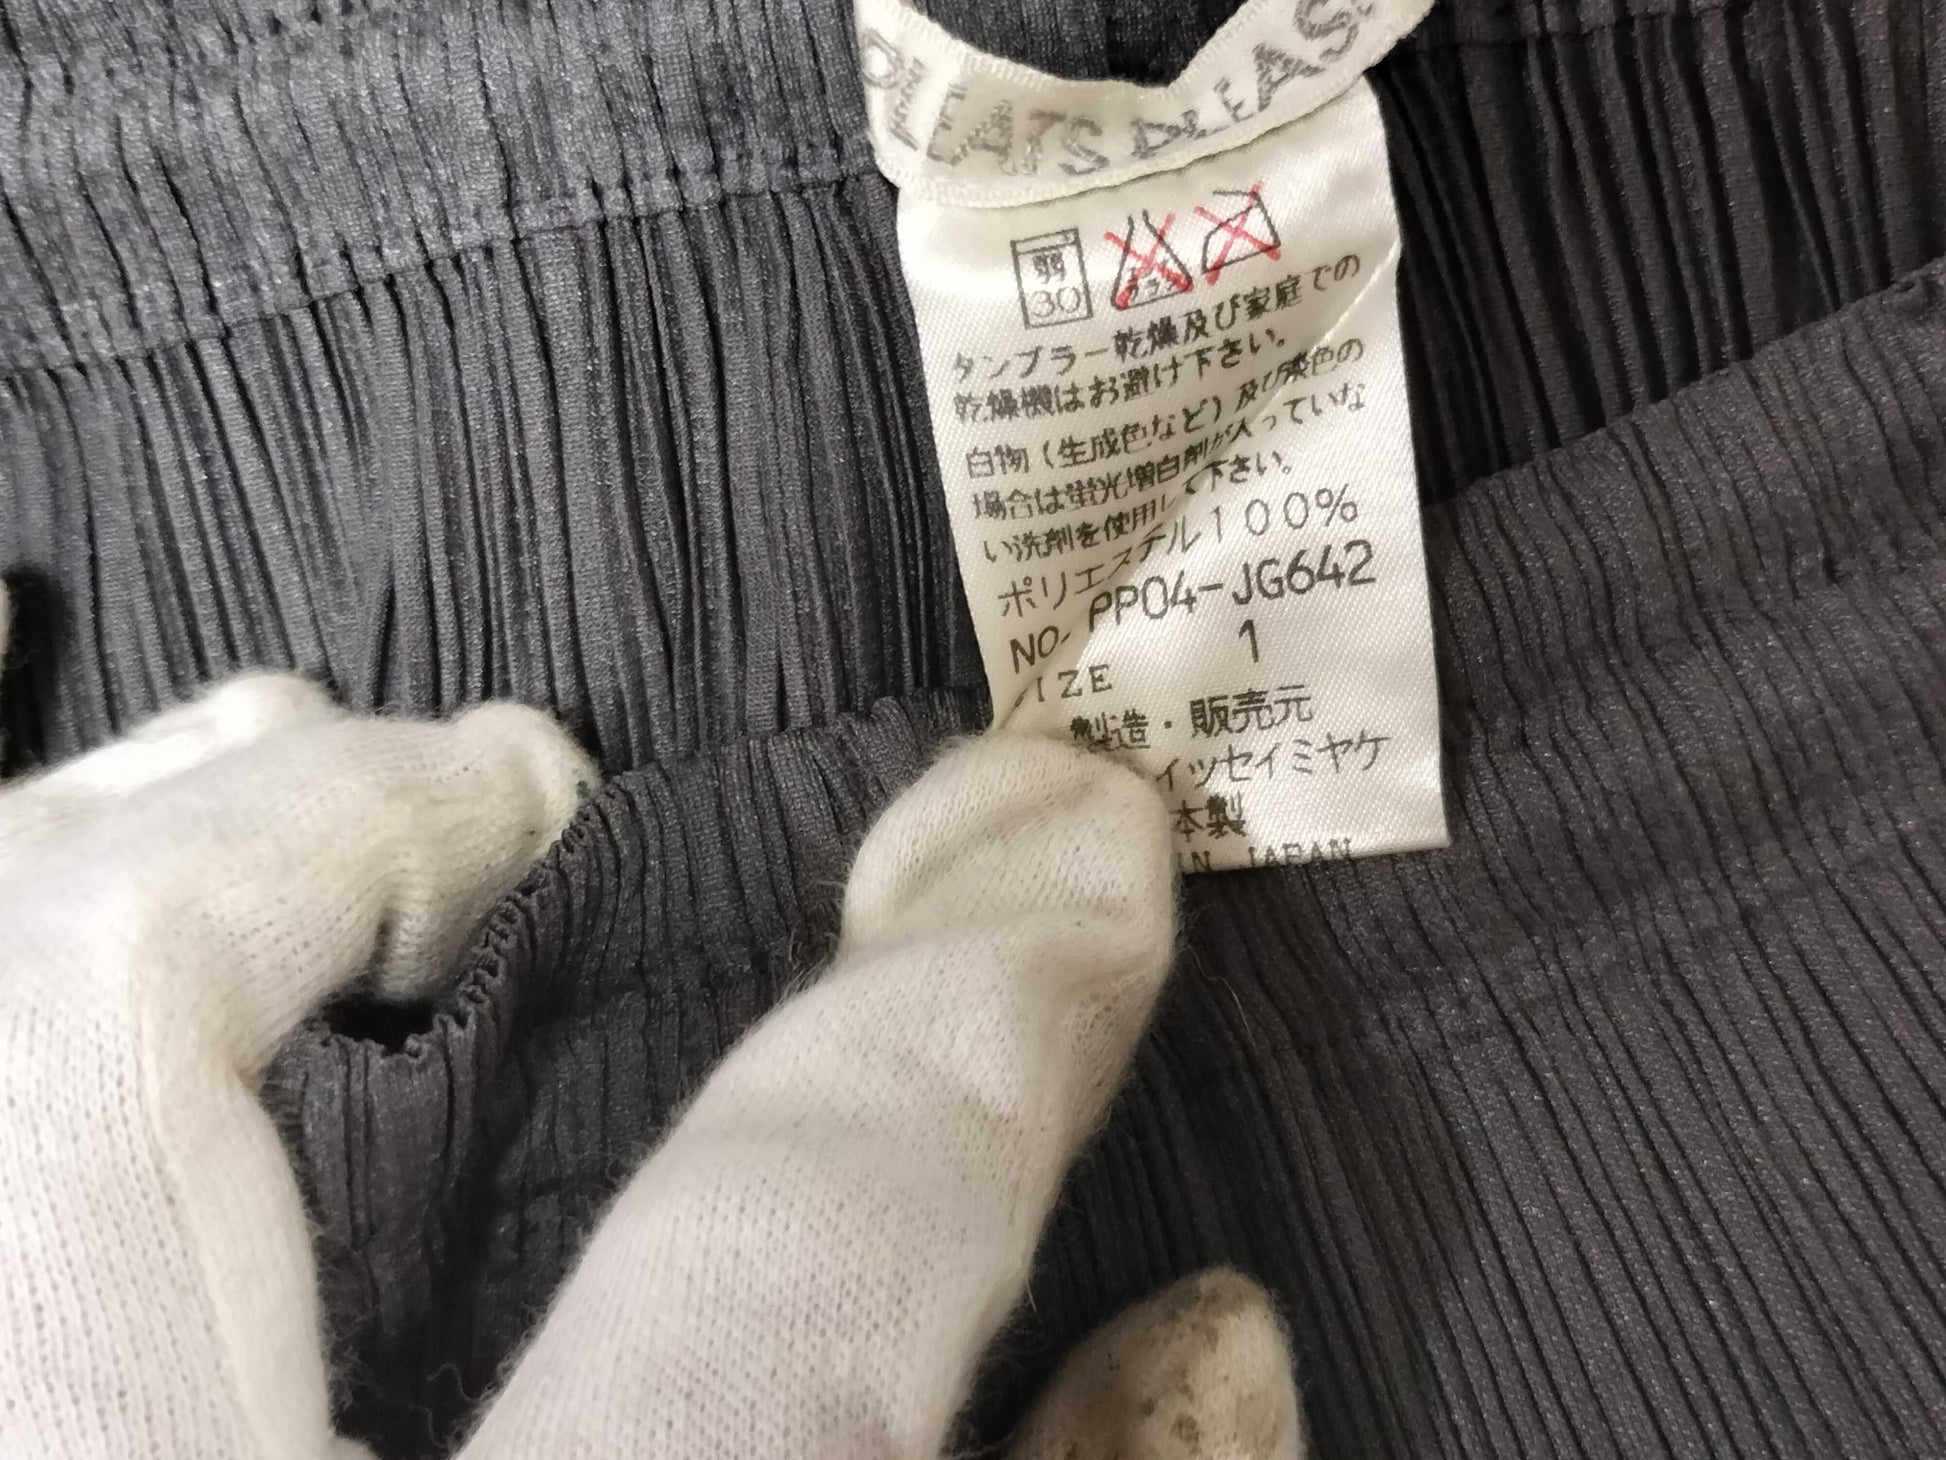 PLEATS PLEAS
弱
30
タンブラー乾燥及び家庭での
乾燥機はお避け下さい。
白物(生成色など)及び淡色の
場合は蛍光増白剤が入っていな
い洗剤を使用して下さい。
ポリエステル100%
NO. PP04-JG642
IZE 1
製造・販売元
イッセイミヤケ
本製
IN JAPAN